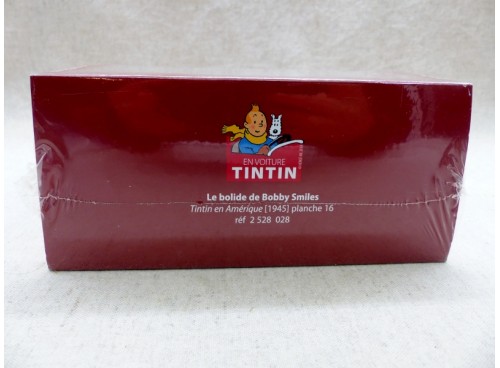 EN VOITURE
TINTIN
Le bolide de Bobby Smiles
Tintin en Amérique [1945] planche 16
réf 2 528 028